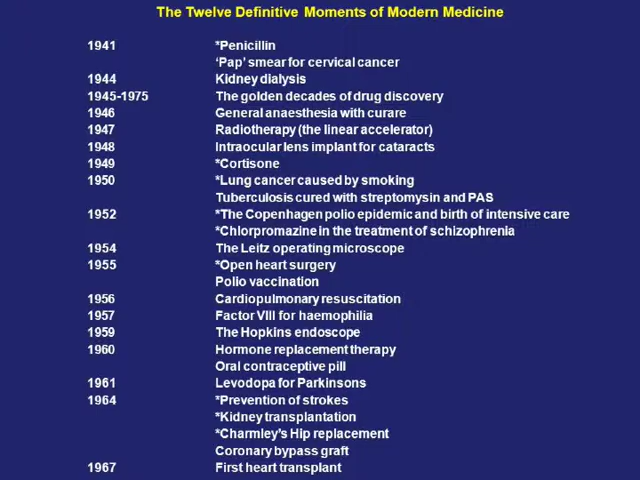 The Twelve Definitive Moments of Modern Medicine
1941 *Penicillin
‘Pap’ smear for cervical cancer
1944 Kidney dialysis
1945-1975 The golden decades of drug discovery
1946 General anaesthesia with curare
1947 Radiotherapy (the linear accelerator)
1948 Intraocular lens implant for cataracts
1949 *Cortisone
1950 *Lung cancer caused by smoking
Tuberculosis cured with streptomysin and PAS
1952 *The Copenhagen polio epidemic and birth of intensive care
*Chlorpromazine in the treatment of schizophrenia
1954 The Leitz operating microscope
1955 *Open heart surgery
Polio vaccination
1956 Cardiopulmonary resuscitation
1957 Factor VIII for haemophilia
1959 The Hopkins endoscope
1960 Hormone replacement therapy
Oral contraceptive pill
1961 Levodopa for Parkinsons
1964 *Prevention of strokes
*Kidney transplantation
*Charmley's Hip replacement
Coronary bypass graft
1967 First heart transplant